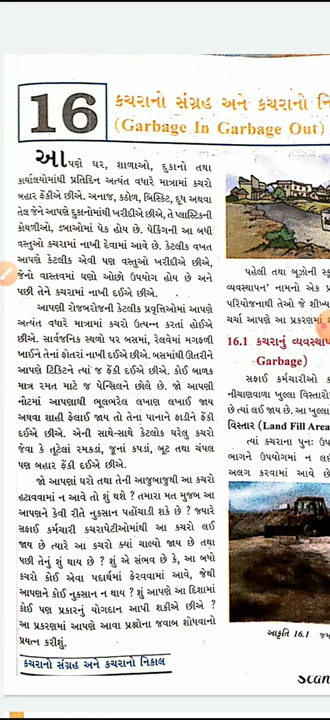 16
કચરાનો સંગ્રહ અને કચરાનો
(Garbage In Garbage Out)
આપણે ઘર, શાળાઓ, દુકાનો તથા
કાર્યાલયોમાંથી પ્રતિદિન અત્યંત વધારે માત્રામાં કચરો
બહાર ફેંકીએ છીએ. અનાજ, કઠોળ, બિસ્કિટ, દૂધ અથવા
તેલ જેને આપણે દુકાનોમાંથી ખરીદીએ છીએ, તે પ્લાસ્ટિકની
કોથળીઓ, ડબાઓમાં પેક હોય છે. પેકિંગની આ બધી
વસ્તુઓ કચરામાં નાખી દેવામાં આવે છે. કેટલીક વખત
આપણે કેટલીક એવી પણ વસ્તુઓ ખરીદીએ છીએ,
જેનો વાસ્તવમાં ઘણો ઓછો ઉપયોગ હોય છે અને
પછી તેને કચરામાં નાખી દઈએ છીએ.
આપણી રોજબરોજની કેટલીક પ્રવૃત્તિઓમાં આપણે
અત્યંત વધારે માત્રામાં કચરો ઉત્પન્ન કરતાં હોઈએ
છીએ. સાર્વજનિક સ્થળો પર બસમાં, રેલવેમાં મગફળી
ખાઈને તેનાં ફોતરાં નાખી દઈએ છીએ. બસમાંથી ઊતરીને
આપણે ટિકિટને ત્યાં જ ફેંકી દઈએ છીએ. કોઈ બાળક
માત્ર રમત માટે જ પેન્સિલને છોલે છે. જો આપણી
નોટમાં આપણાથી ભૂલભરેલ લખાણ લખાઈ જાય
અથવા શાહી ફેલાઈ જાય તો તેના પાનાને ફાડીને ફેંકી
દઈએ છીએ. એની સાથે-સાથે કેટલોક ઘરેલુ કચરો
જેવા કે તૂટેલાં રમકડાં, જૂનાં કપડાં, બુટ તથા ચંપલ
પણ બહાર ફેંકી દઈએ છીએ.
જો આપણાં ઘરો તથા તેની આજુબાજુથી આ કચરો
હટાવવામાં ન આવે તો શું થશે ? તમારા મત મુજબ આ
આપણને કેવી રીતે નુકસાન પહોંચાડી શકે છે ? જ્યારે
સફાઈ કર્મચારી કચરાપેટીઓમાંથી આ કચરો લઈ
જાય છે ત્યારે આ કચરો ક્યાં ચાલ્યો જાય છે તથા
પછી તેનું શું થાય છે ? શું એ સંભવ છે કે, આ બધો
કચરો કોઈ એવા પદાર્થમાં ફેરવવામાં આવે, જેથી
આપણને કોઈ નુકસાન ન થાય ? શું આપણે આ દિશામાં
કોઈ પણ પ્રકારનું યોગદાન આપી શકીએ છીએ ?
આ પ્રકરણમાં આપણે આવા પ્રશ્નોના જવાબ શોધવાનો
પ્રયત્ન કરીશું.
કચરાનો સંગ્રહ અને કચરાનો નિકાલ
પહેલી તથા બુઝોની
વ્યવસ્થાપન' નામનો એક
પરિયોજનાથી તેઓ જે
ચર્ચા આપણે આ પ્રકરણમાં
16.1 કચરાનું વ્યવસ્થાપ
Garbage)
સફાઈ કર્મચારીઓ
નીચાણવાળા ખુલ્લા વિસ્તારો
છે ત્યાં લઈ જાય છે. આ ખુલ્લા
વિસ્તાર (Land Fill Area
ત્યાં કચરાના પુનઃ ઉપ
ભાગને ઉપયોગમાં ન લઈ
અલગ કરવામાં આવે છે
આકૃતિ 16.1
scan